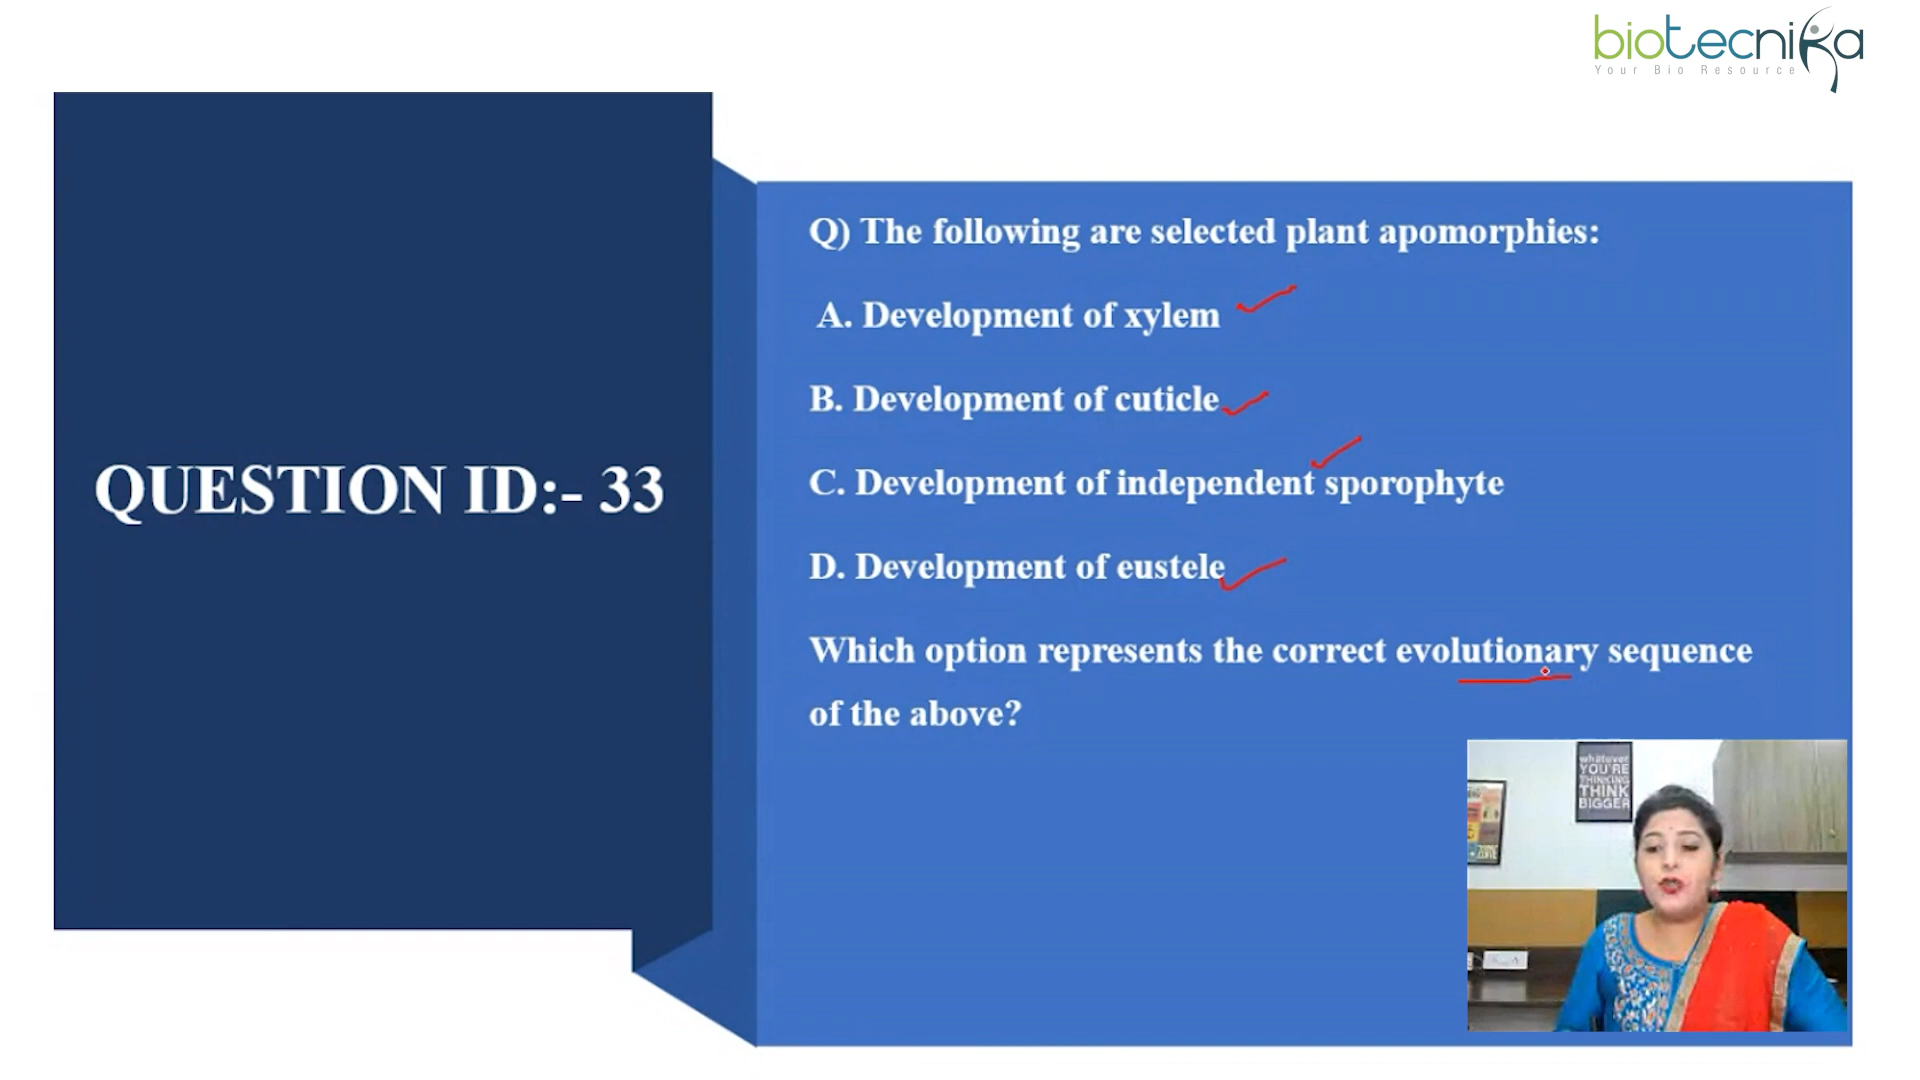 biotecnika
Your Bio Resource
QUESTION ID:- 33
Q) The following are selected plant apomorphies:
A. Development of xylem
B. Development of cuticle
C. Development of independent sporophyte
D. Development of eustele
Which option represents the correct evolutionary sequence
of the above?
whatever
YOU'RE
THINKING
THINK
BIGGER